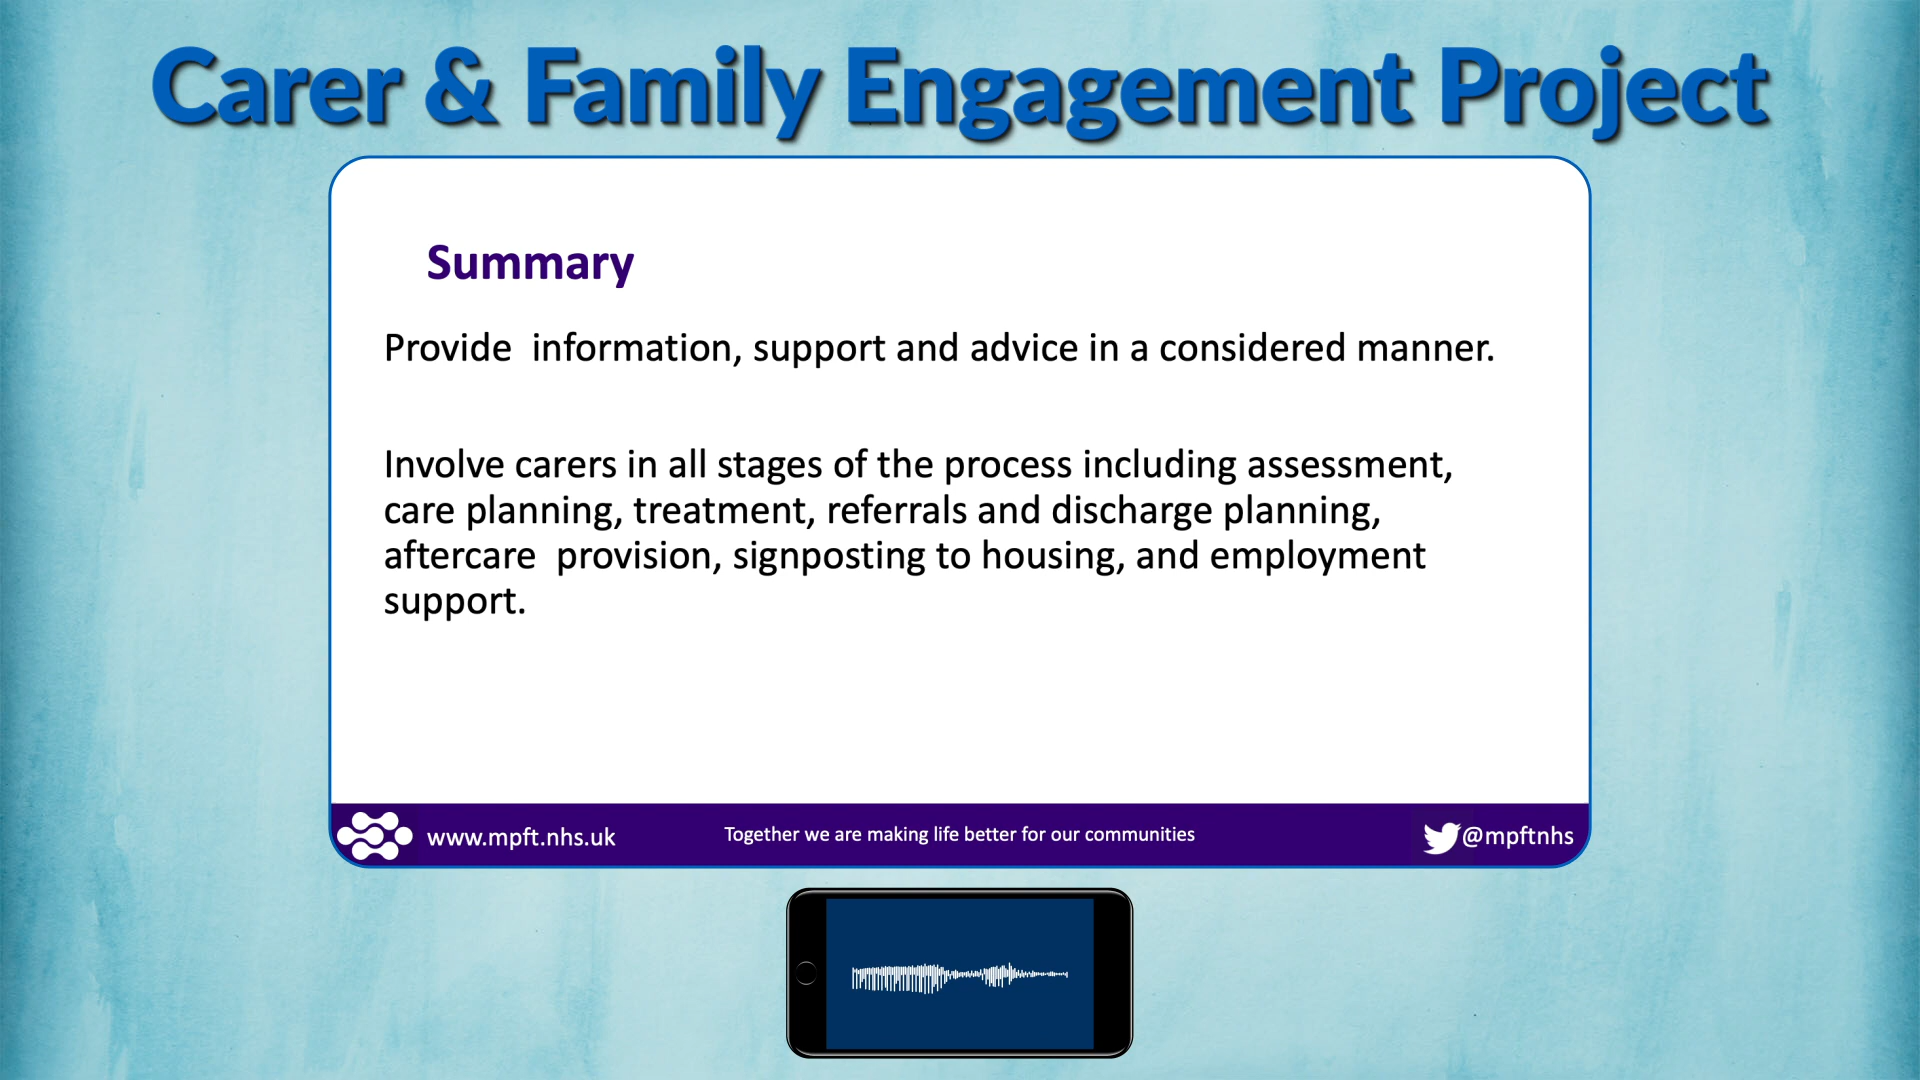 Carer & Family Engagement Project
Summary
Provide  information, support and advice in a considered manner.
Involve carers in all stages of the process including assessment,
care planning, treatment, referrals and discharge planning,
aftercare  provision, signposting to housing, and employment
support.
www.mpft.nhs.uk
Together we are making life better for our communities
@mpftnhs